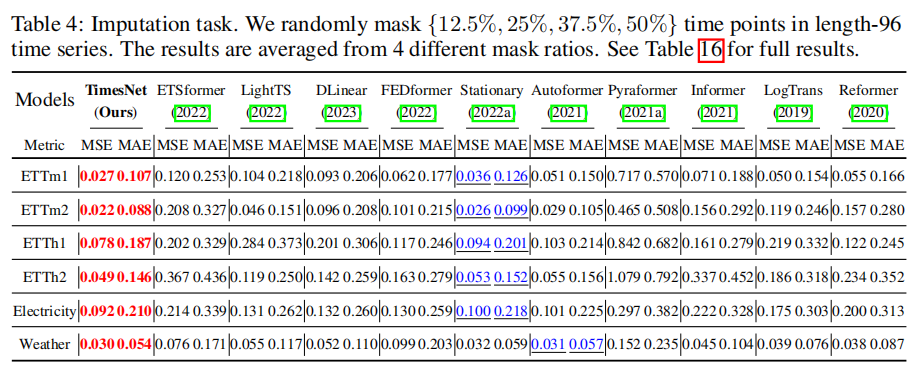 Table 4: Imputation task. We randomly mask {12.5%, 25%, 37.5%, 50%} time points in length-96
time series. The results are averaged from 4 different mask ratios. See Table 16 for full results.
Models TimesNet ETSformer LightTS DLinear FEDformer Stationary Autoformer Pyraformer Informer LogTrans Reformer
(Ours) (2022) (2022) (2023) (2022) (2022a) (2021) (2021a) (2021) (2019) (2020)
Metric MSE MAE MSE MAE MSE MAE MSE MAE MSE MAE MSE MAE MSE MAE MSE MAE MSE MAE MSE MAE MSE MAE
ETTm1 0.027 0.107 0.120 0.253 0.104 0.218 0.093 0.206 0.062 0.177 0.036 0.126 0.051 0.150 0.717 0.570 0.071 0.188 0.050 0.154 0.055 0.166
ETTm2 0.022 0.088 0.208 0.327 0.046 0.151 0.096 0.208 0.101 0.215 0.026 0.099 0.029 0.105 0.465 0.508 0.156 0.292 0.119 0.246 0.157 0.280
ETTh1 0.078 0.187 0.202 0.329 0.284 0.373 0.201 0.306 0.117 0.246 0.094 0.201 0.103 0.214 0.842 0.682 0.161 0.279 0.219 0.332 0.122 0.245
ETTh2 0.049 0.146 0.367 0.436 0.119 0.250 0.142 0.259 0.163 0.279 0.053 0.152 0.055 0.156 1.079 0.792 0.337 0.452 0.186 0.318 0.234 0.352
Electricity 0.092 0.210 0.214 0.339 0.131 0.262 0.132 0.260 0.130 0.259 0.100 0.218 0.101 0.225 0.297 0.382 0.222 0.328 0.175 0.303 0.200 0.313
Weather 0.030 0.054 0.076 0.171 0.055 0.117 0.052 0.110 0.099 0.203 0.032 0.059 0.031 0.057 0.152 0.235 0.045 0.104 0.039 0.076 0.038 0.087